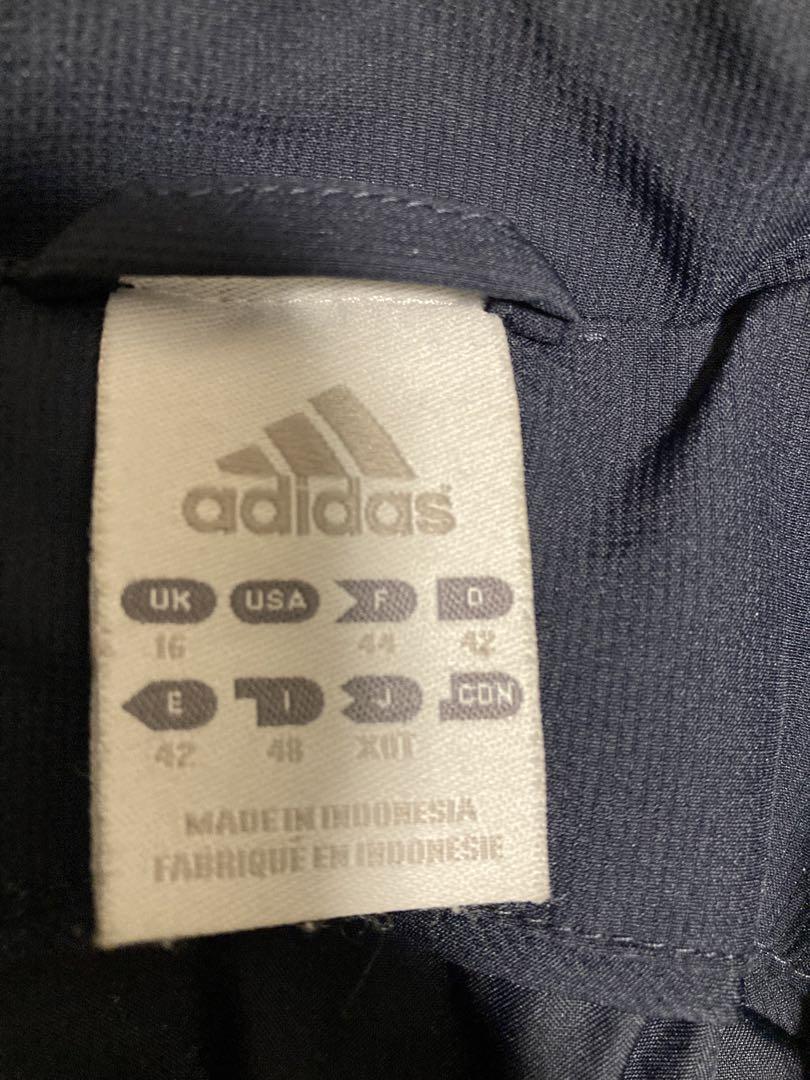 adidas
UK USA F D
16 44 42
E I J CDN
42 48 XOT
MADE IN INDONESIA
FABRIQUÉ EN INDONESIE